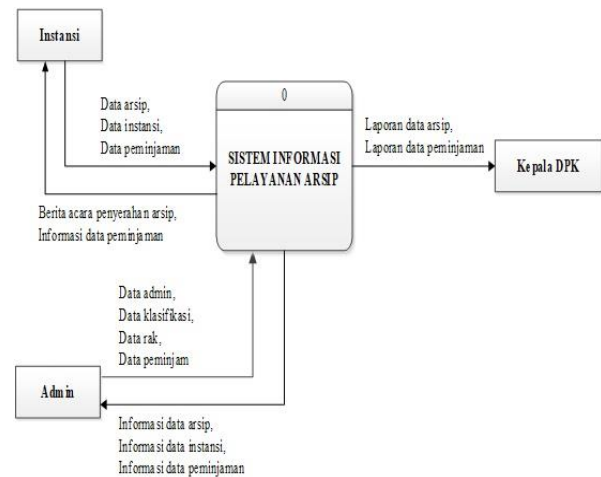 Instansi
0
Data arsip,
Data instansi,
Data peminjaman
SISTEM INFORMASI
PELAYANAN ARSIP
Laporan data arsip,
Laporan data peminjaman
Kepala DPK
Berita acara penyerahan arsip,
Informasi data peminjaman
Data admin,
Data klasifikasi,
Data rak,
Data peminjam
Admin
Informasi data arsip,
Informasi data instansi,
Informasi data peminjaman